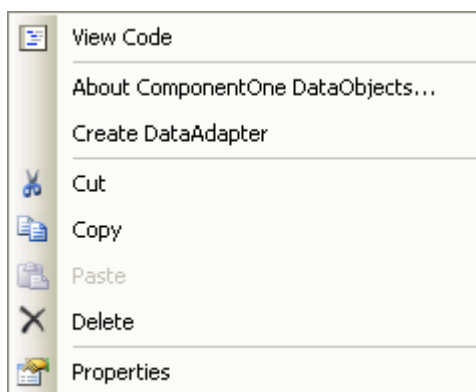 View Code
About ComponentOne DataObjects...
Create DataAdapter
Cut
Copy
Paste
Delete
Properties